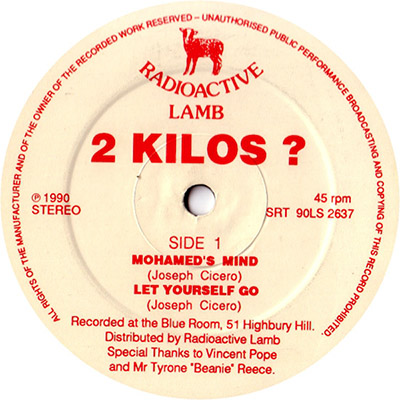 ALL RIGHTS OF THE MANUFACTURER AND OF THE OWNER OF THE RECORDED WORK RESERVED – UNAUTHORISED PUBLIC PERFORMANCE BROADCASTING AND COPYING OF THIS RECORD PROHIBITED.
RADIOACTIVE
LAMB
2 KILOS ?
℗ 1990
STEREO
45 rpm
SRT 90LS 2637
SIDE 1
MOHAMED'S MIND
(Joseph Cicero)
LET YOURSELF GO
(Joseph Cicero)
Recorded at the Blue Room, 51 Highbury Hill.
Distributed by Radioactive Lamb
Special Thanks to Vincent Pope
and Mr Tyrone "Beanie" Reece.